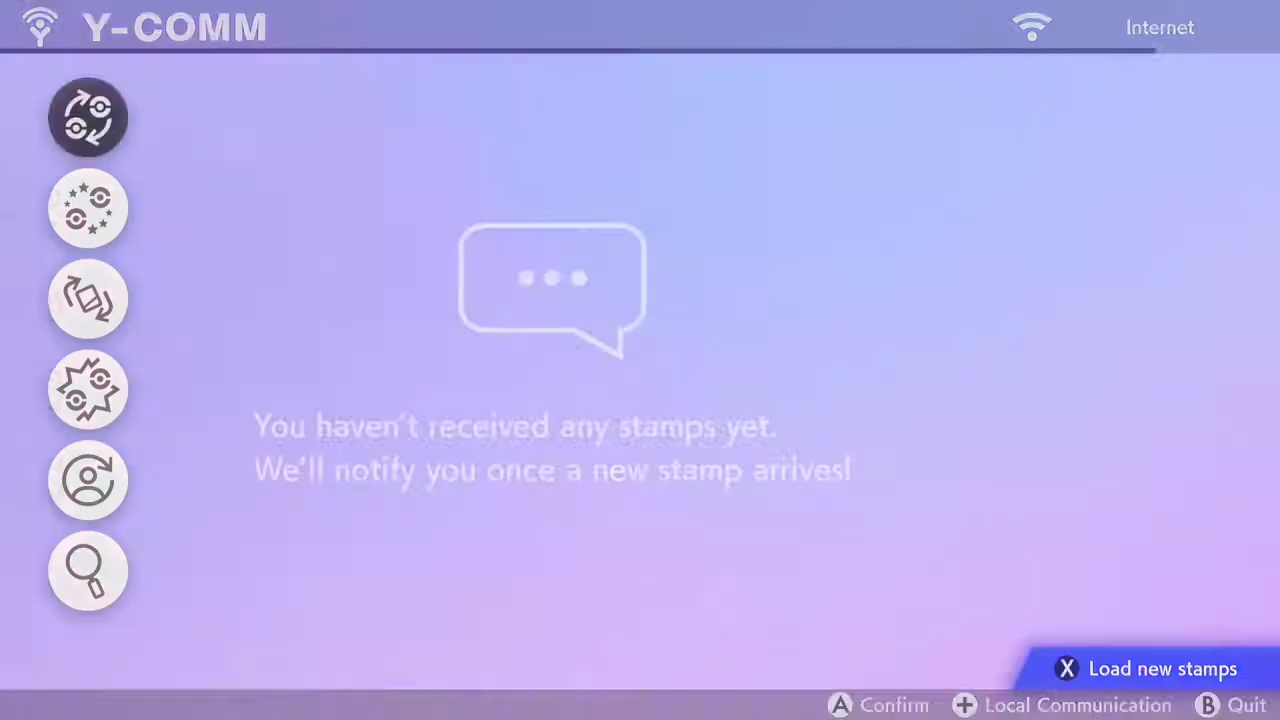 Y-COMM
Internet
You haven't received any stamps yet.
We'll notify you once a new stamp arrives!
X Load new stamps
A Confirm + Local Communication B Quit